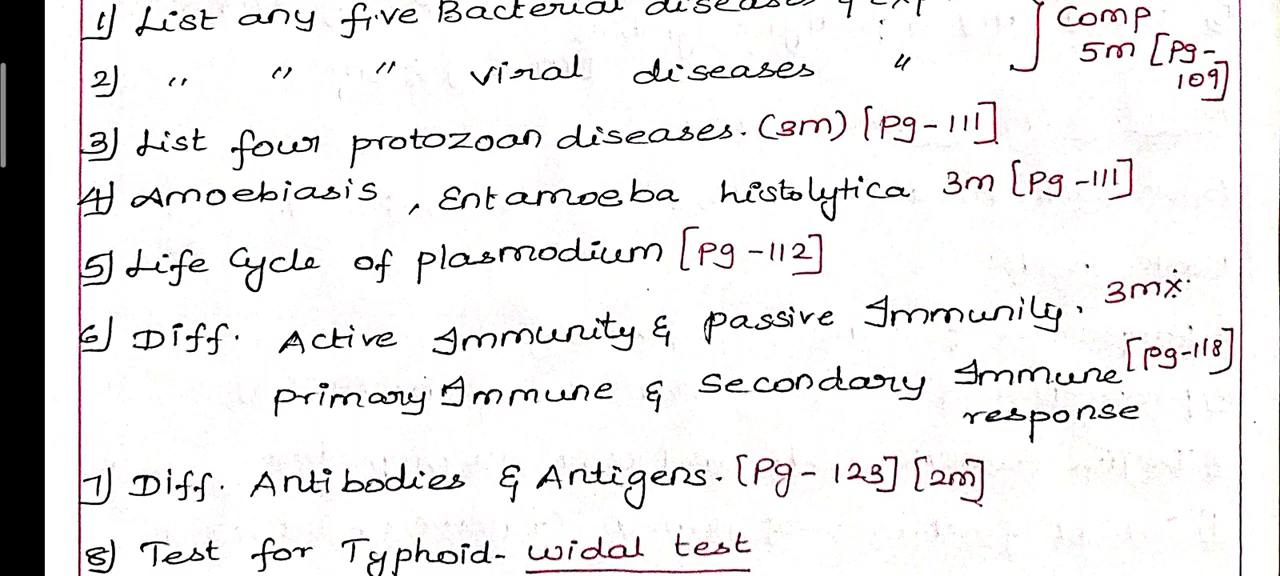 1) List any five Bacterial diseases &
Comp
5m [Pg-
109]
2) " " " viral diseases "
3) List four protozoan diseases. (3m) [Pg-111]
4) Amoebiasis, Entamoeba histolytica 3m [Pg-111]
5) Life Cycle of plasmodium [Pg-112]
6) Diff. Active Immunity & passive Immunity. 3mx
primary Immune & secondary Immune [Pg-118]
response
7) Diff. Antibodies & Antigens. [Pg-123] [2m]
8) Test for Typhoid- widal test